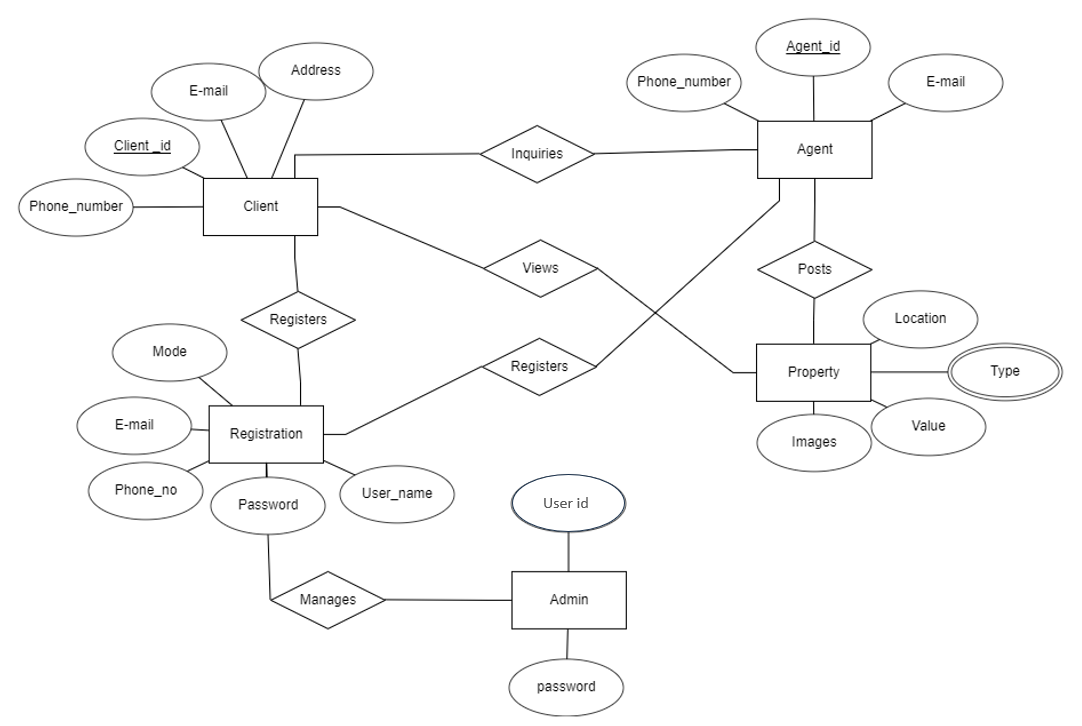 Agent_id
Address
Phone_number
E-mail
E-mail
Client _id
Inquiries
Agent
Phone_number
Client
Views
Posts
Registers
Location
Mode
Registers
Property
Type
E-mail
Registration
Value
Images
Phone_no
Password
User_name
User id
Manages
Admin
password